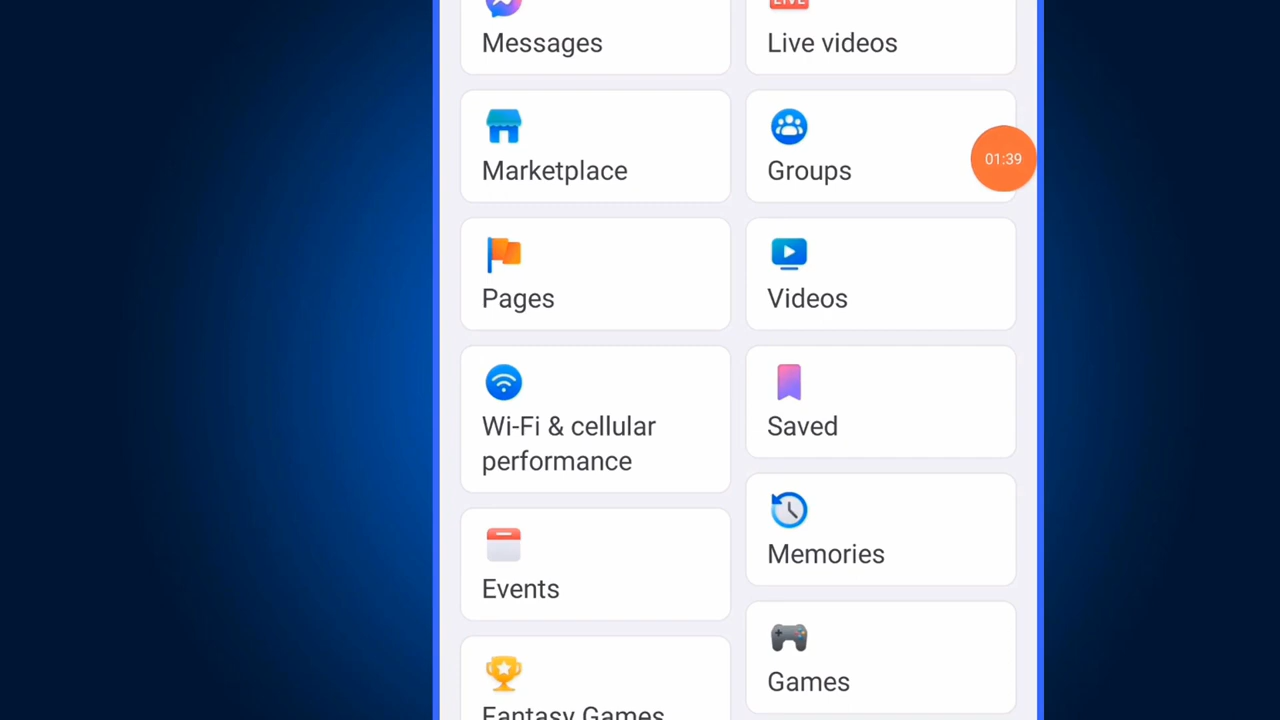 LIVE
Messages
Live videos
Marketplace
Groups
01:39
Pages
Videos
Wi-Fi & cellular
performance
Saved
Events
Memories
Fantasy Games
Games